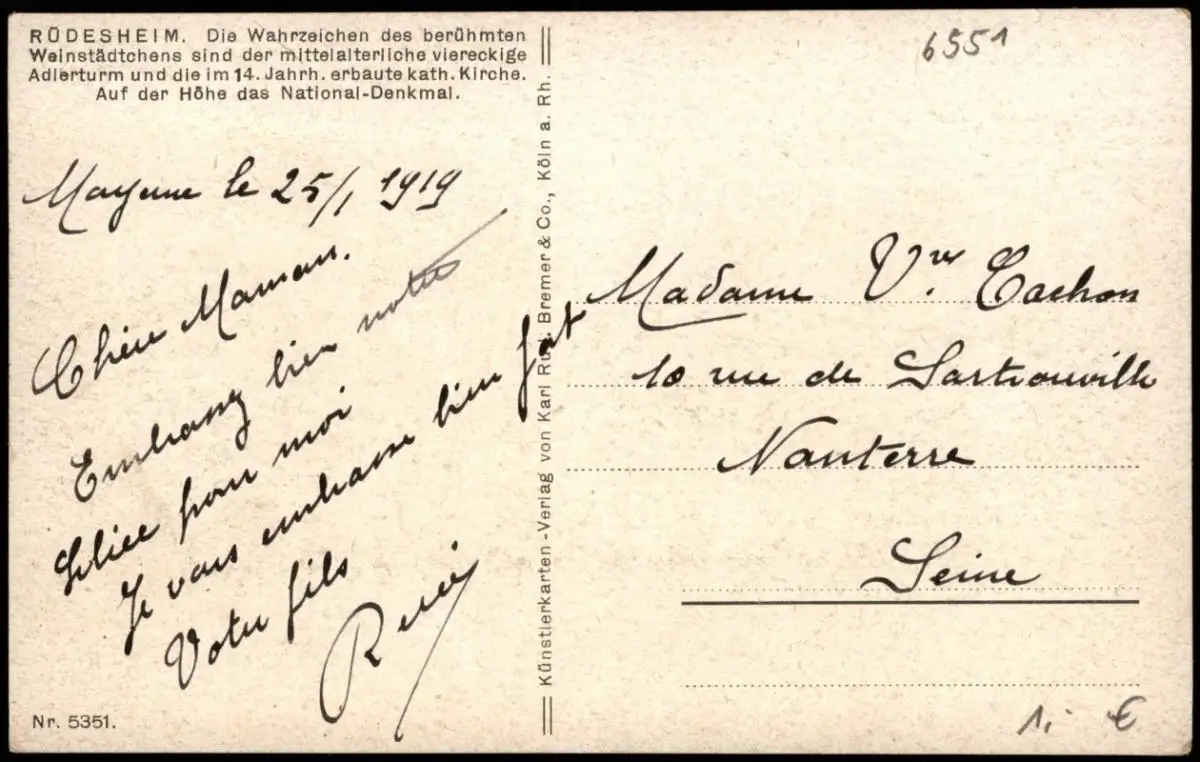 RÜDESHEIM. Die Wahrzeichen des berühmten
Weinstädtchens sind der mittelalterliche viereckige
Adlerturm und die im 14. Jahrh. erbaute kath. Kirche.
Auf der Höhe das National-Denkmal.
6551
Mayence le 25/1 1919
Chère Maman.
Embrassez bien votre
pour moi
Je vous embrasse bien fort
Votre fils
René
Nr. 5351.
Künstlerkarten-Verlag von Karl Rud. Bremer & Co., Köln a. Rh.
Madame Vve Cachon
10 rue de Sartrouville
Nanterre
Seine
1,- €